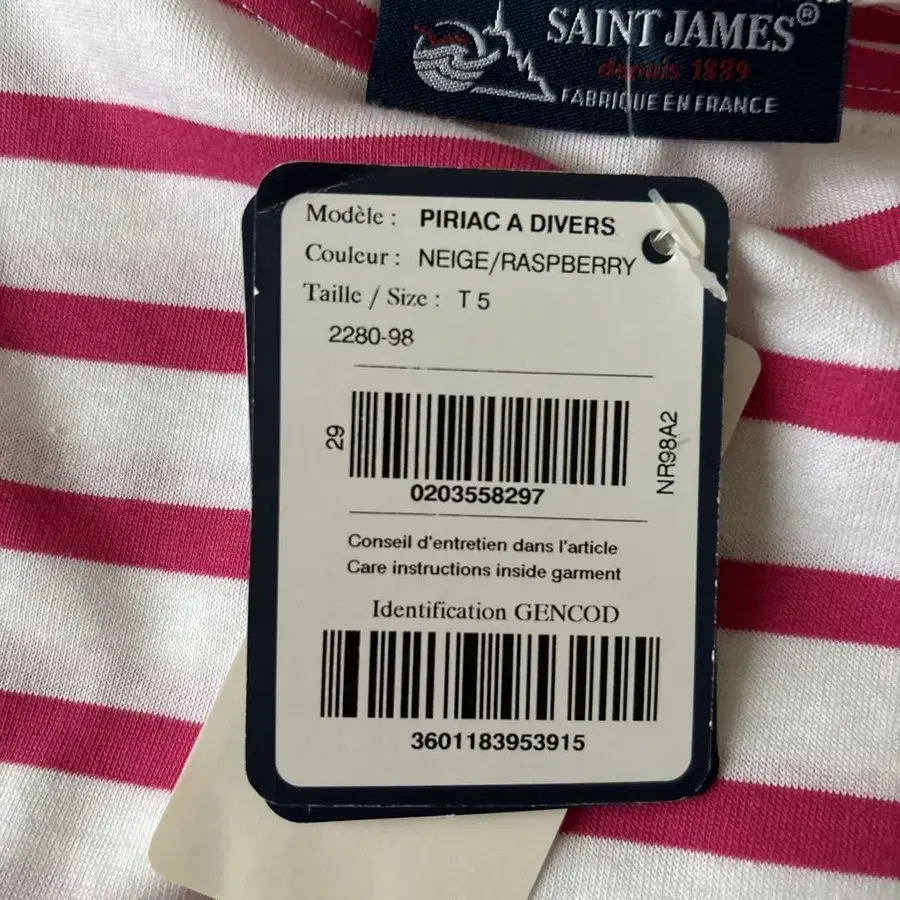 SAINT JAMES®
depuis 1889
FABRIQUÉ EN FRANCE
Modèle : PIRIAC A DIVERS
Couleur : NEIGE/RASPBERRY
Taille / Size : T 5
2280-98
29
NR98A2
0203558297
Conseil d'entretien dans l'article
Care instructions inside garment
Identification GENCOD
3601183953915